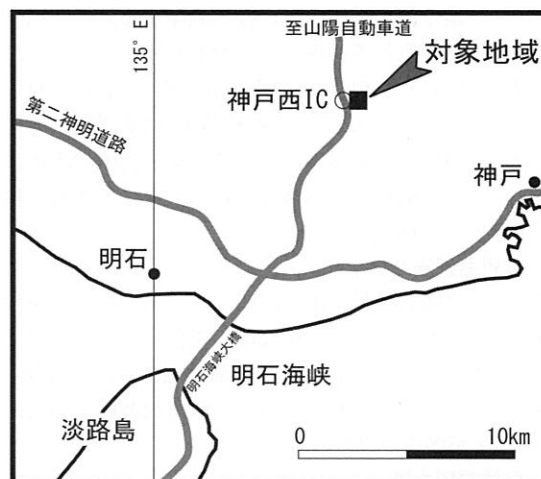 至山陽自動車道
135° E
対象地域
神戸西IC
第二神明道路
神戸
明石
明石海峡大橋
明石海峡
淡路島
0 10km